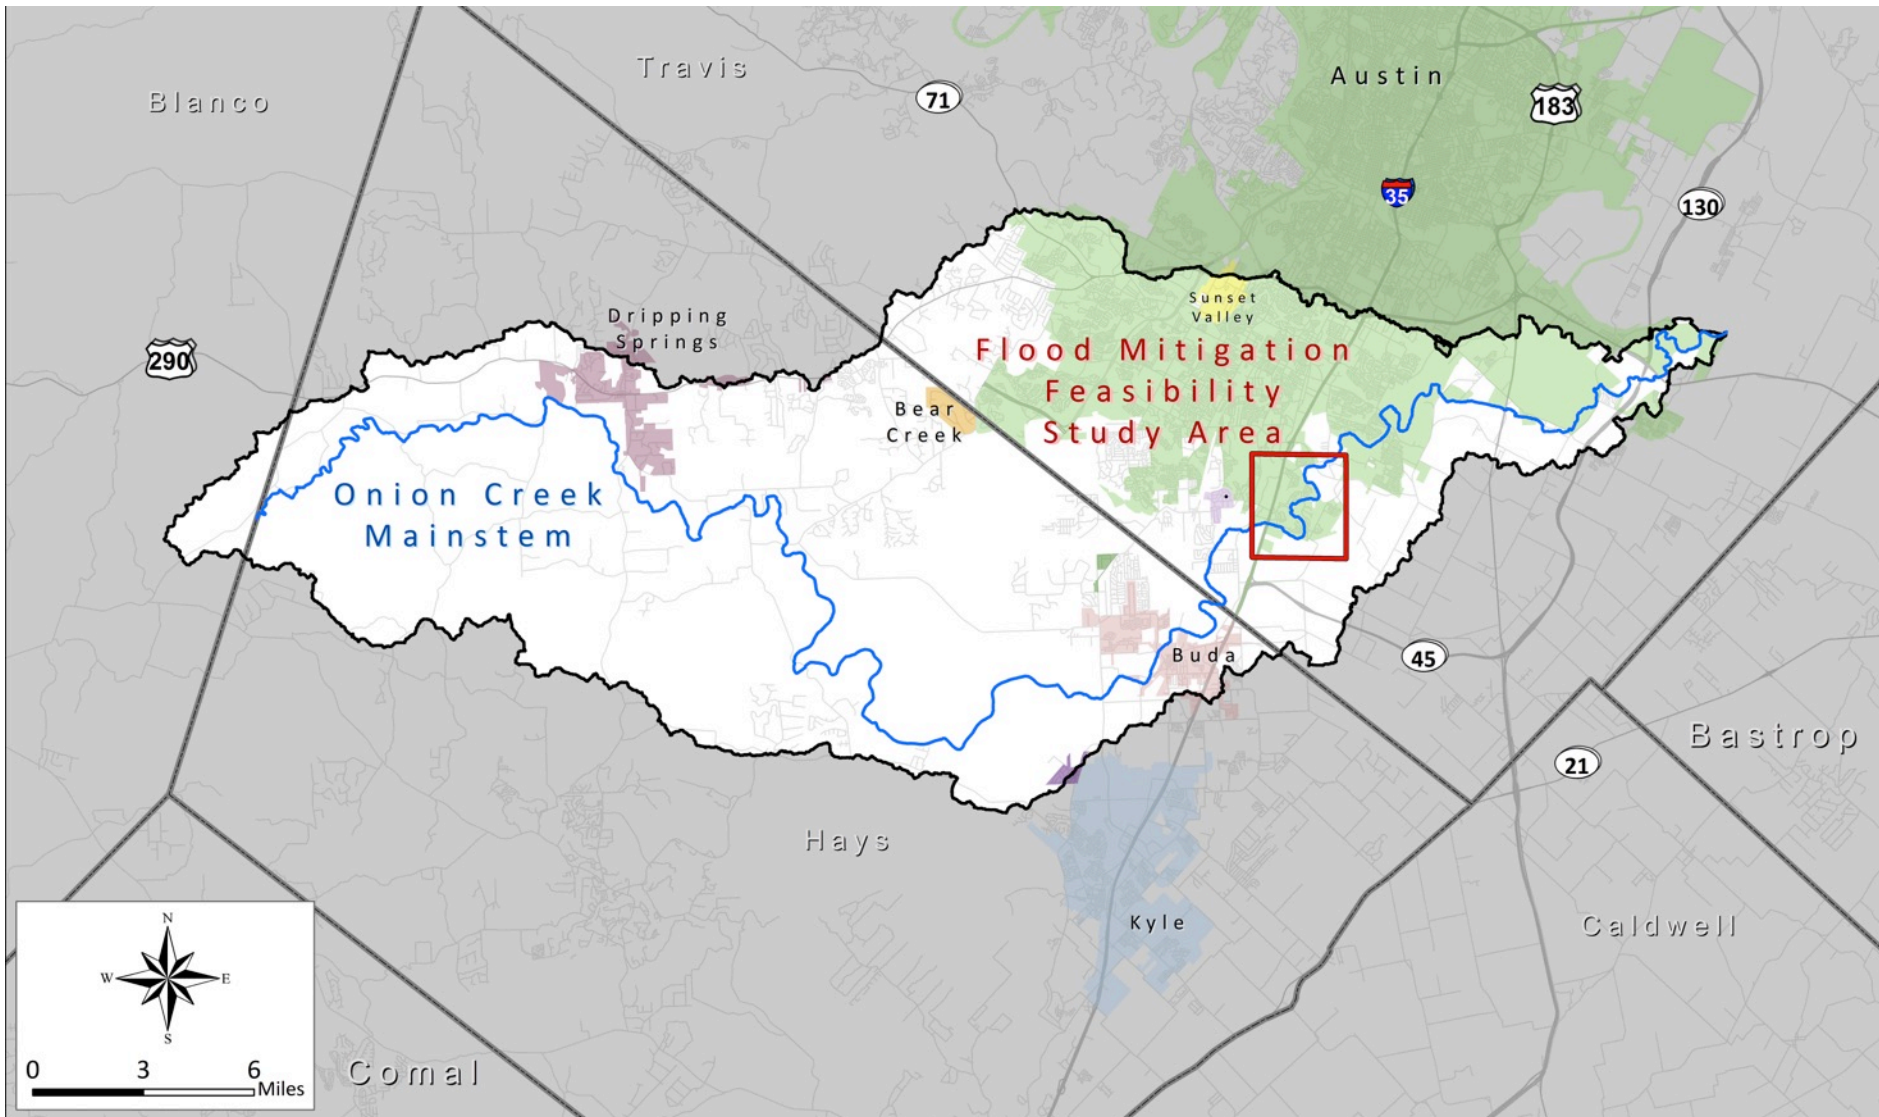 Travis
Austin
Blanco
71
183
35
130
Sunset
Valley
Dripping
Springs
290
Flood Mitigation
Feasibility
Study Area
Bear
Creek
Onion Creek
Mainstem
Buda
45
Bastrop
21
Hays
Kyle
Caldwell
N
W
E
S
Comal
0 3 6
Miles